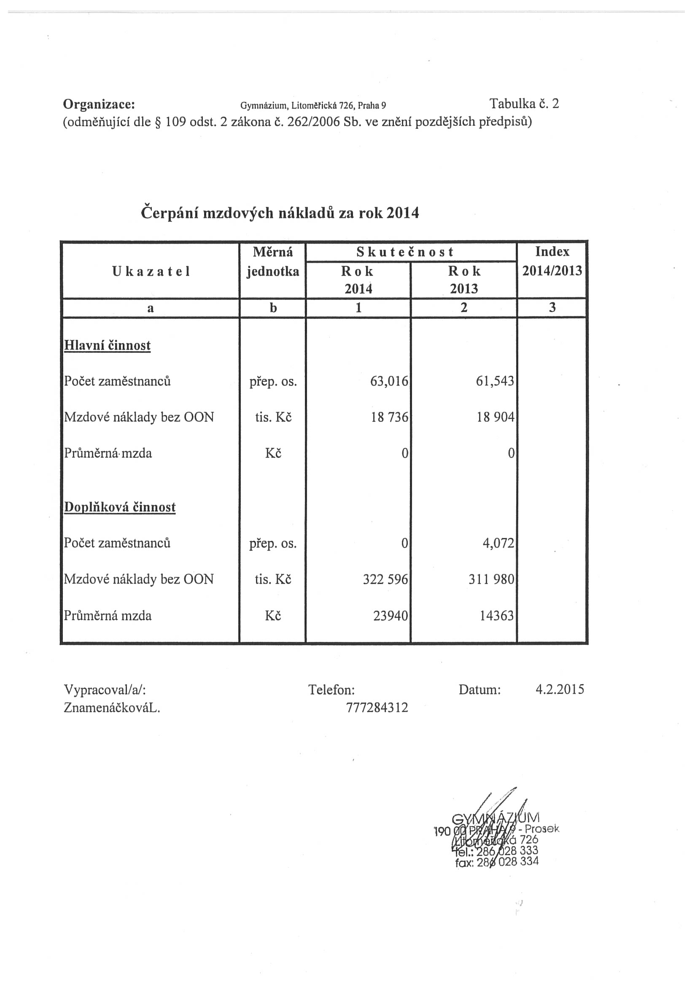 Organizace: Gymnázium, Litoměřická 726, Praha 9 Tabulka č. 2
(odměňující dle § 109 odst. 2 zákona č. 262/2006 Sb. ve znění pozdějších předpisů)
Čerpání mzdových nákladů za rok 2014
Měrná S k u t e č n o s t Index
U k a z a t e l jednotka R o k R o k 2014/2013
2014 2013
a b 1 2 3
Hlavní činnost
Počet zaměstnanců přep. os. 63,016 61,543
Mzdové náklady bez OON tis. Kč 18 736 18 904
Průměrná mzda Kč 0 0
Doplňková činnost
Počet zaměstnanců přep. os. 0 4,072
Mzdové náklady bez OON tis. Kč 322 596 311 980
Průměrná mzda Kč 23940 14363
Vypracoval/a/: Telefon: Datum: 4.2.2015
ZnamenáčkováL. 777284312
GYMNÁZIUM
190 00 PRAHA 9 - Prosek
Litoměřická 726
tel.: 286 028 333
fax: 286 028 334